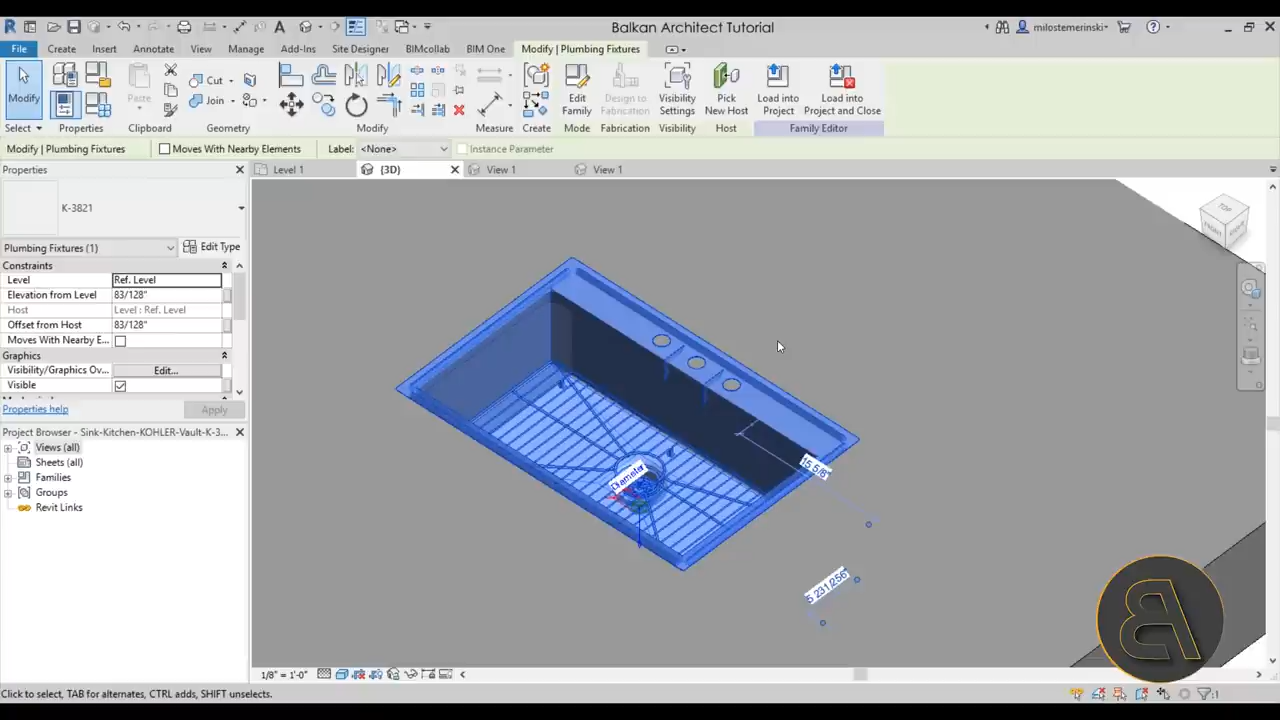 Balkan Architect Tutorial
milostemerinski
File
Create
Insert
Annotate
View
Manage
Add-Ins
Site Designer
BIMcollab
BIM One
Modify | Plumbing Fixtures
Modify
Select
Properties
Paste
Clipboard
Cut
Join
Geometry
Modify
Measure
Create
Edit
Family
Mode
Design to
Fabrication
Fabrication
Visibility
Settings
Visibility
Pick
New Host
Host
Load into
Project
Load into
Project and Close
Family Editor
Modify | Plumbing Fixtures
Moves With Nearby Elements
Label: <None>
Instance Parameter
Properties
Level 1
{3D}
View 1
View 1
K-3821
Plumbing Fixtures (1)
Edit Type
Constraints
Level
Ref. Level
Elevation from Level
83/128"
Host
Level : Ref. Level
Offset from Host
83/128"
Moves With Nearby E...
Graphics
Visibility/Graphics Ov...
Edit...
Visible
Properties help
Apply
Project Browser - Sink-Kitchen-KOHLER-Vault-K-3...
Views (all)
Sheets (all)
Families
Groups
Revit Links
TOP
FRONT
Diameter
15 5/8"
5 231/256"
1/8" = 1'-0"
Click to select, TAB for alternates, CTRL adds, SHIFT unselects.
:1